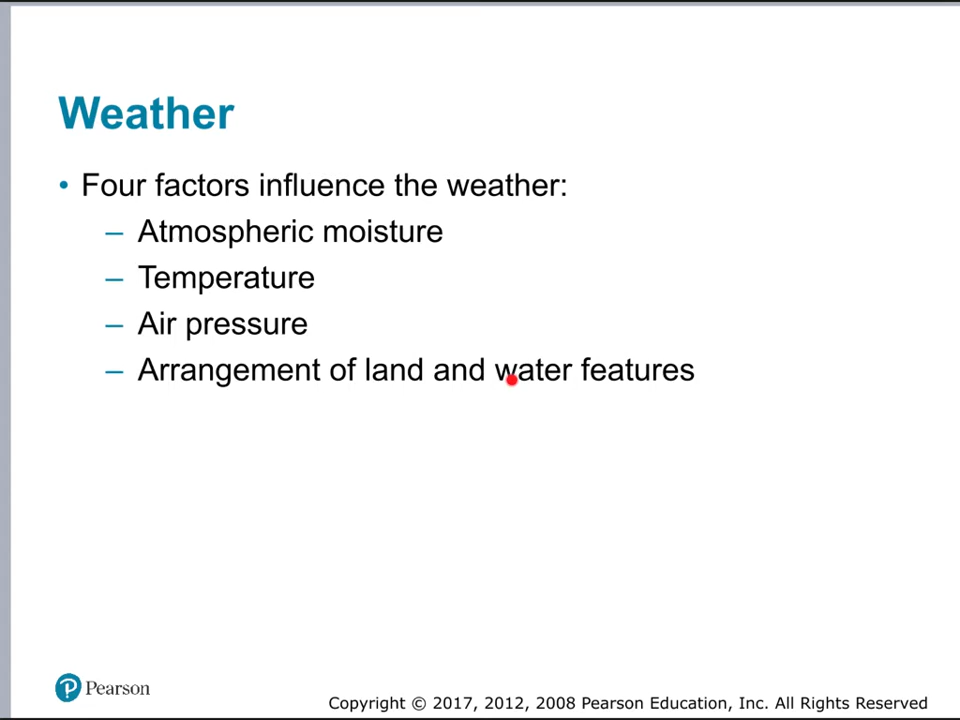 Weather
• Four factors influence the weather:
– Atmospheric moisture
– Temperature
– Air pressure
– Arrangement of land and water features
Pearson
Copyright © 2017, 2012, 2008 Pearson Education, Inc. All Rights Reserved